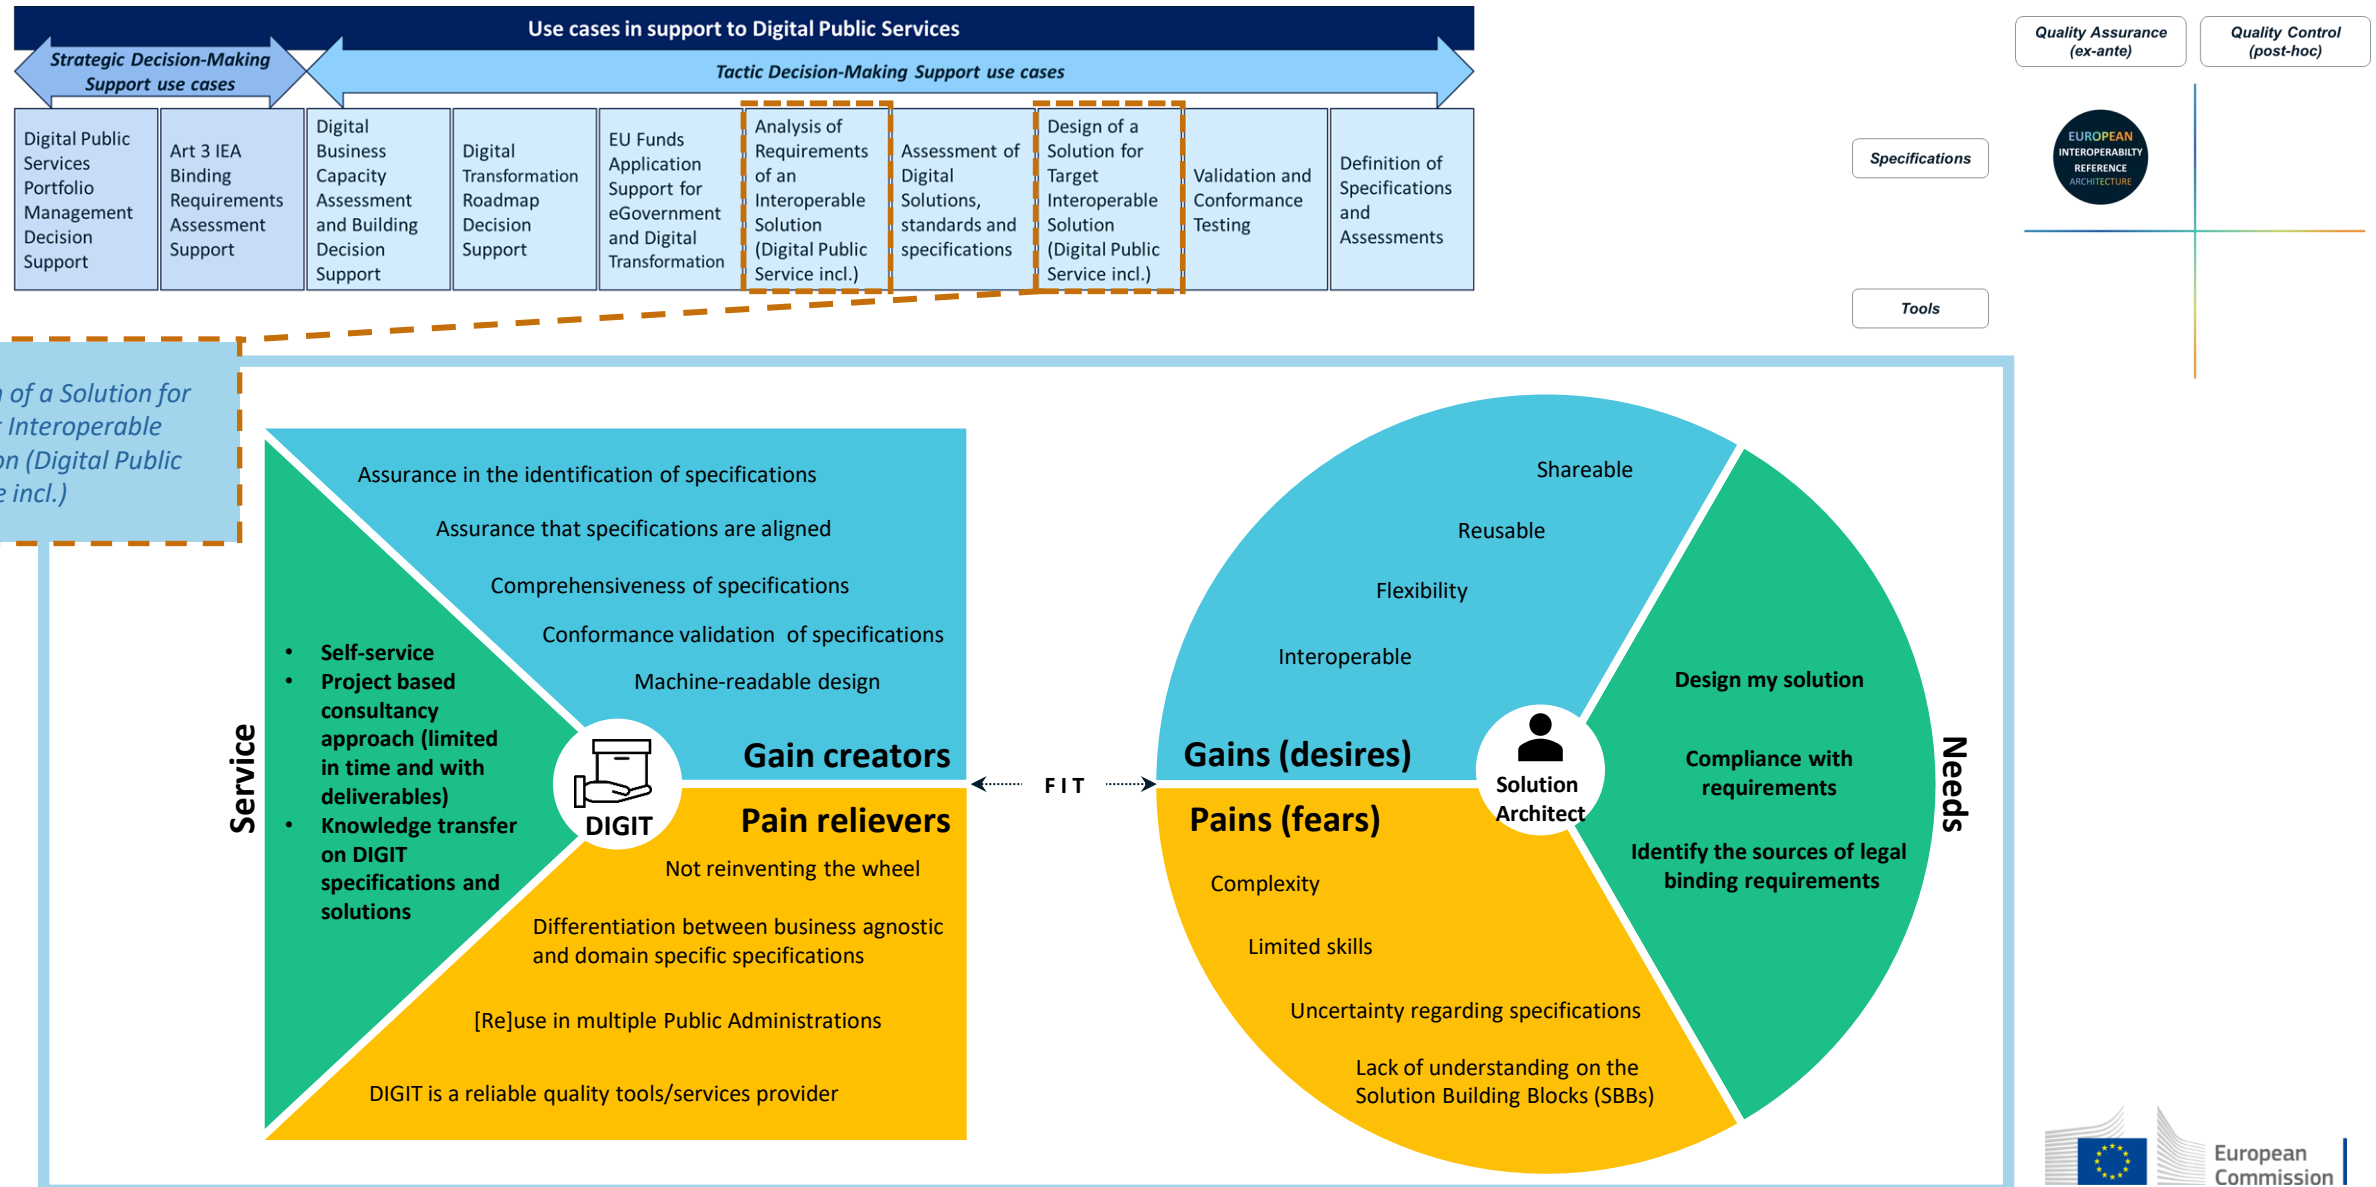 Use cases in support to Digital Public Services
Strategic Decision-Making
Support use cases
Tactic Decision-Making Support use cases
Digital Public
Services
Portfolio
Management
Decision
Support
Art 3 IEA
Binding
Requirements
Assessment
Support
Digital
Business
Capacity
Assessment
and Building
Decision
Support
Digital
Transformation
Roadmap
Decision
Support
EU Funds
Application
Support for
eGovernment
and Digital
Transformation
Analysis of
Requirements
of an
Interoperable
Solution
(Digital Public
Service incl.)
Assessment of
Digital
Solutions,
standards and
specifications
Design of a
Solution for
Target
Interoperable
Solution
(Digital Public
Service incl.)
Validation and
Conformance
Testing
Definition of
Specifications
and
Assessments
Quality Assurance
(ex-ante)
Quality Control
(post-hoc)
Specifications
EUROPEAN
INTEROPERABILTY
REFERENCE
ARCHITECTURE
Tools
of a Solution for
Interoperable
(Digital Public
incl.)
Service
• Self-service
• Project based
consultancy
approach (limited
in time and with
deliverables)
• Knowledge transfer
on DIGIT
specifications and
solutions
Assurance in the identification of specifications
Assurance that specifications are aligned
Comprehensiveness of specifications
Conformance validation of specifications
Machine-readable design
Gain creators
DIGIT
Pain relievers
Not reinventing the wheel
Differentiation between business agnostic
and domain specific specifications
[Re]use in multiple Public Administrations
DIGIT is a reliable quality tools/services provider
FIT
Shareable
Reusable
Flexibility
Interoperable
Gains (desires)
Solution
Architect
Pains (fears)
Complexity
Limited skills
Uncertainty regarding specifications
Lack of understanding on the
Solution Building Blocks (SBBs)
Design my solution
Compliance with
requirements
Identify the sources of legal
binding requirements
Needs
European
Commission